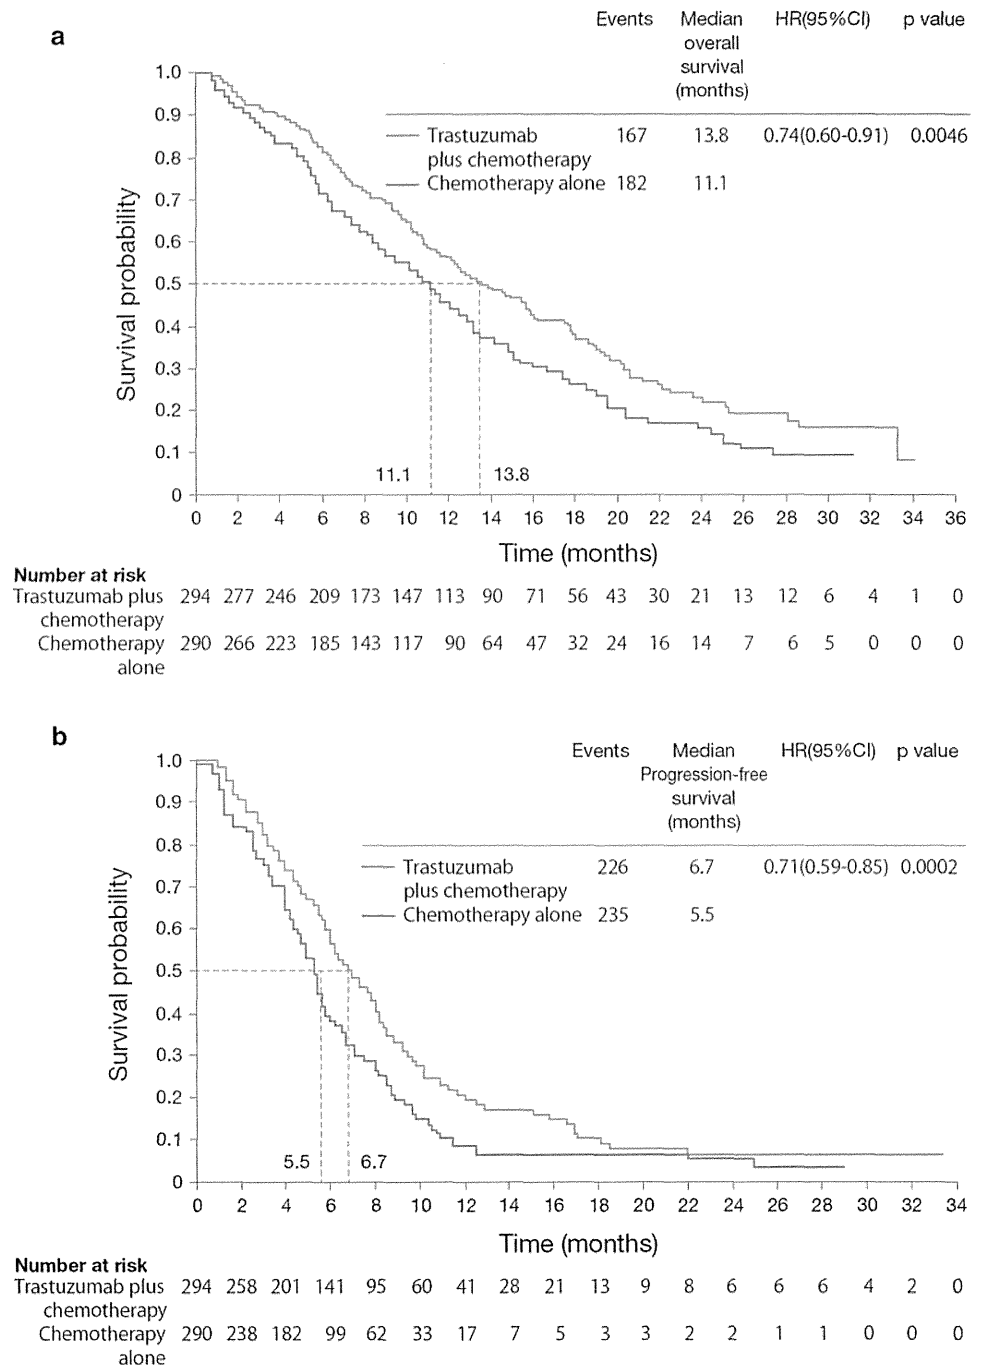 a
Events Median HR(95%CI) p value
overall
survival
(months)
Trastuzumab 167 13.8 0.74(0.60-0.91) 0.0046
plus chemotherapy
Chemotherapy alone 182 11.1
Survival probability
1.0
0.9
0.8
0.7
0.6
0.5
0.4
0.3
0.2
0.1
0
11.1 13.8
0 2 4 6 8 10 12 14 16 18 20 22 24 26 28 30 32 34 36
Time (months)
Number at risk
Trastuzumab plus 294 277 246 209 173 147 113 90 71 56 43 30 21 13 12 6 4 1 0
chemotherapy
Chemotherapy 290 266 223 185 143 117 90 64 47 32 24 16 14 7 6 5 0 0 0
alone
b
Events Median HR(95%CI) p value
Progression-free
survival
(months)
Trastuzumab 226 6.7 0.71(0.59-0.85) 0.0002
plus chemotherapy
Chemotherapy alone 235 5.5
Survival probability
1.0
0.9
0.8
0.7
0.6
0.5
0.4
0.3
0.2
0.1
0
5.5 6.7
0 2 4 6 8 10 12 14 16 18 20 22 24 26 28 30 32 34
Time (months)
Number at risk
Trastuzumab plus 294 258 201 141 95 60 41 28 21 13 9 8 6 6 6 4 2 0
chemotherapy
Chemotherapy 290 238 182 99 62 33 17 7 5 3 3 2 2 1 1 0 0 0
alone